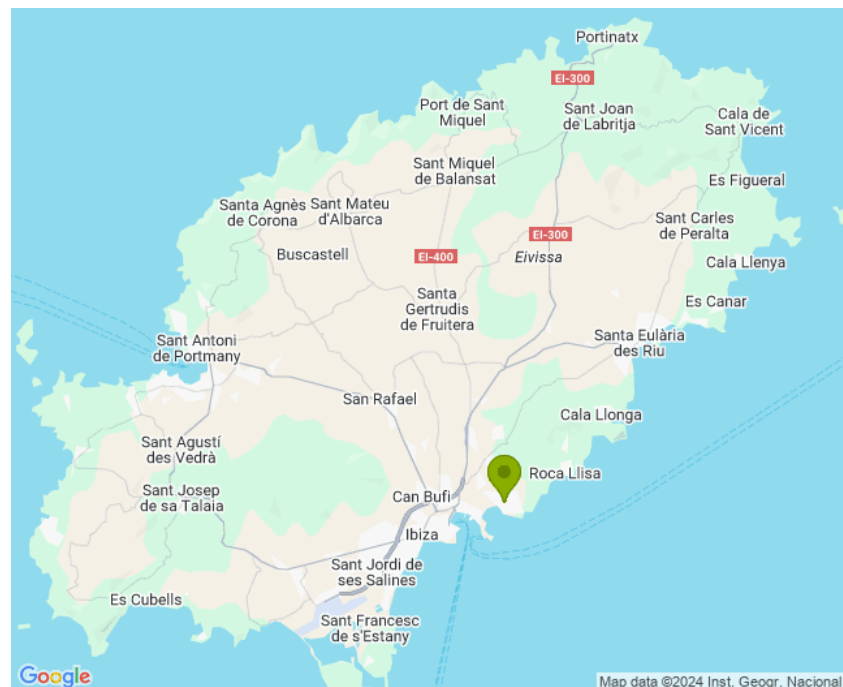 Portinatx
EI-300
Port de Sant
Miquel
Sant Joan
de Labritja
Cala de
Sant Vicent
Sant Miquel
de Balansat
Es Figueral
Santa Agnès
de Corona
Sant Mateu
d'Albarca
Sant Carles
de Peralta
EI-300
Buscastell
EI-400
Eivissa
Cala Llenya
Santa
Gertrudis
de Fruitera
Es Canar
Sant Antoni
de Portmany
Santa Eulària
des Riu
San Rafael
Cala Llonga
Sant Agustí
des Vedrà
Roca Llisa
Sant Josep
de sa Talaia
Can Bufi
Ibiza
Sant Jordi de
ses Salines
Es Cubells
Sant Francesc
de s'Estany
Google
Map data ©2024 Inst. Geogr. Nacional